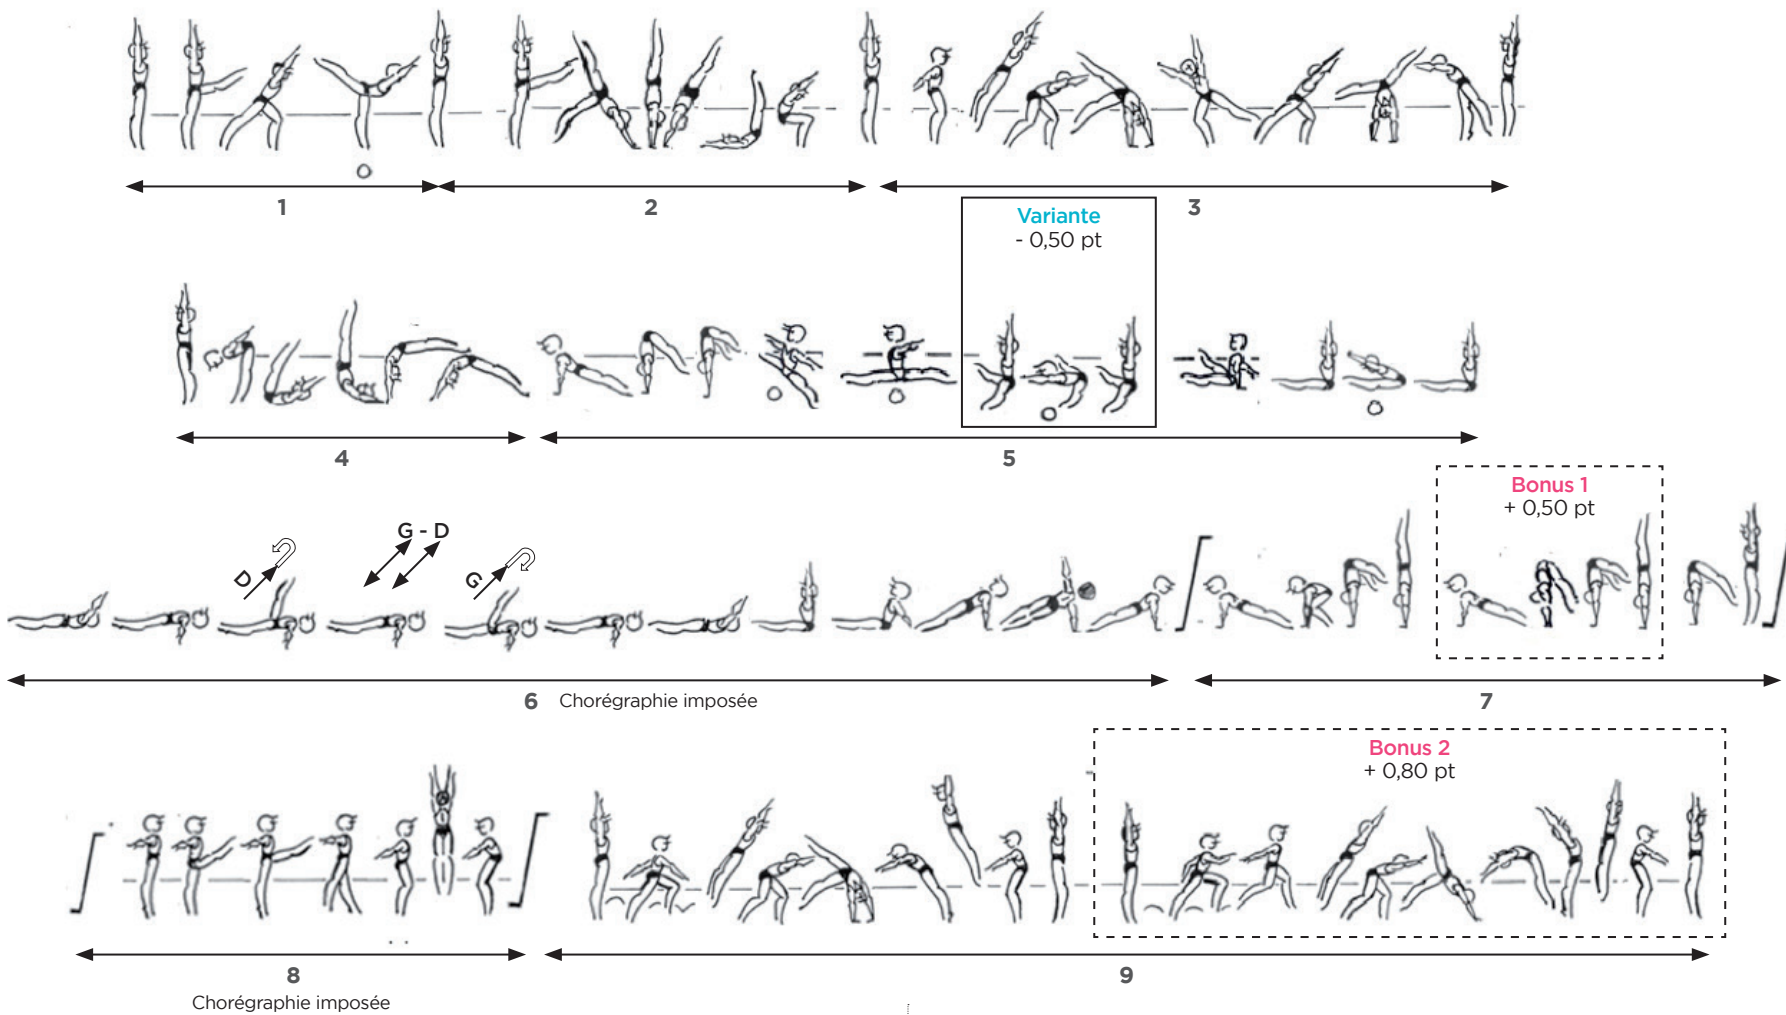 1
2
3
Variante
- 0,50 pt
4
5
Bonus 1
+ 0,50 pt
D
G - D
G
6 Chorégraphie imposée
7
Bonus 2
+ 0,80 pt
8
Chorégraphie imposée
9